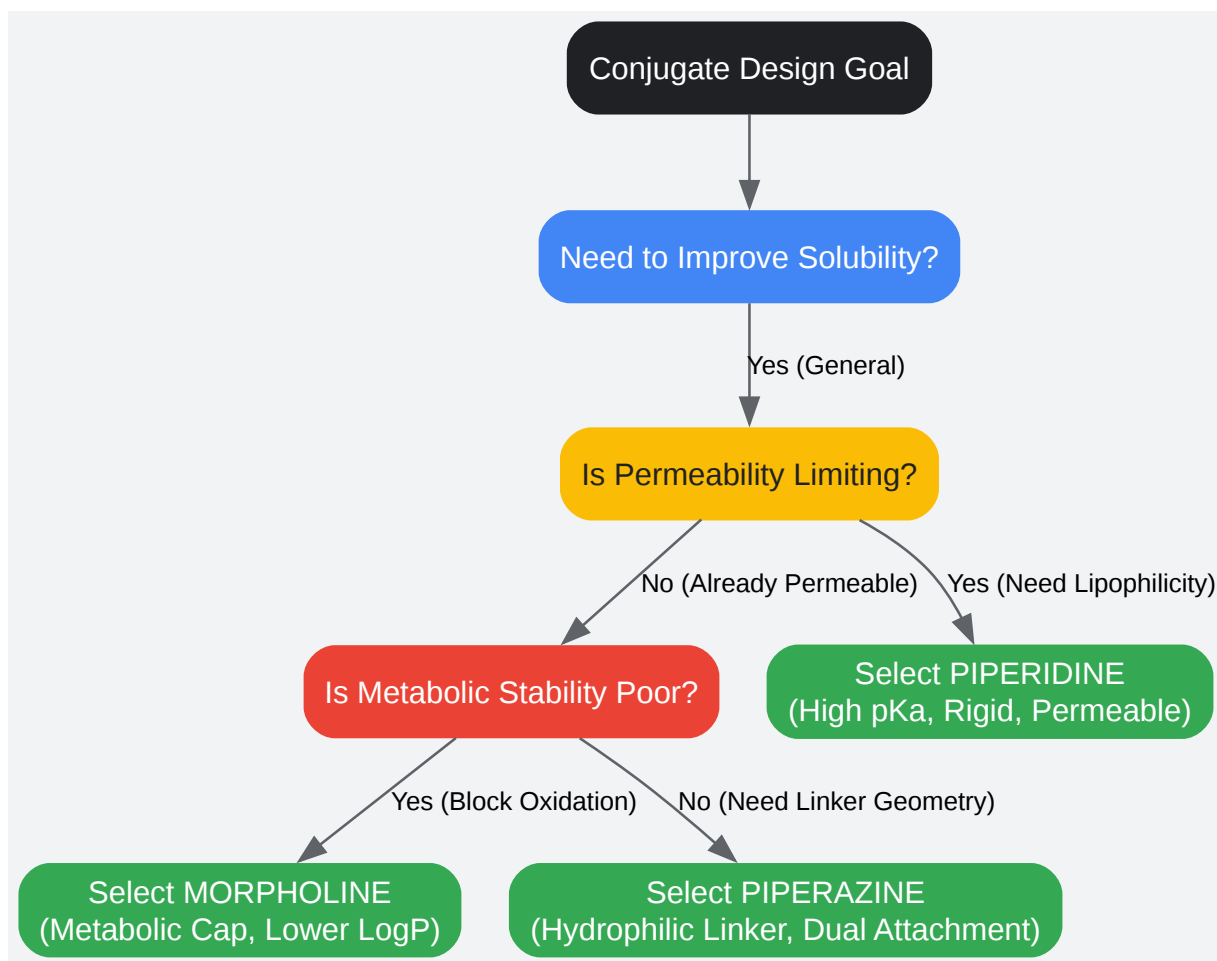 Conjugate Design Goal
Need to Improve Solubility?
Yes (General)
Is Permeability Limiting?
No (Already Permeable)
Yes (Need Lipophilicity)
Is Metabolic Stability Poor?
Select PIPERIDINE
(High pKa, Rigid, Permeable)
Yes (Block Oxidation)
No (Need Linker Geometry)
Select MORPHOLINE
(Metabolic Cap, Lower LogP)
Select PIPERAZINE
(Hydrophilic Linker, Dual Attachment)